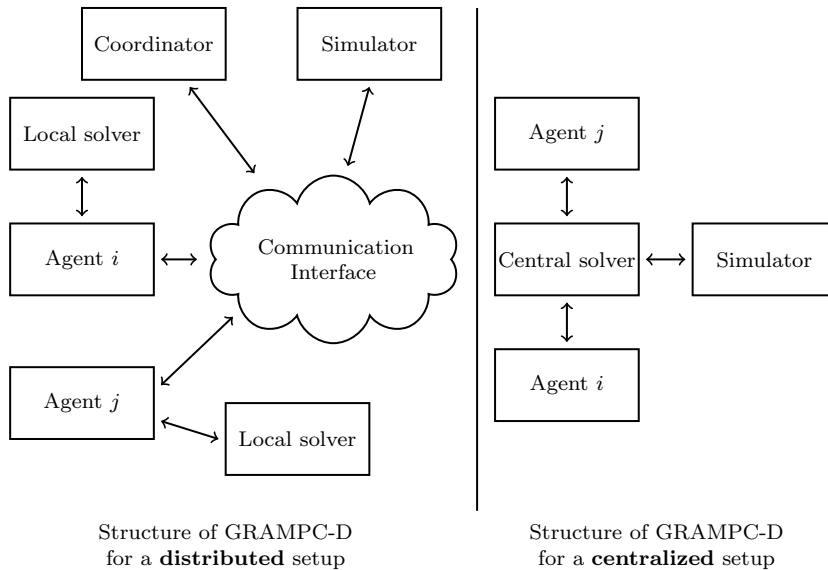 Coordinator
Simulator
Local solver
Agent i
Communication
Interface
Agent j
Local solver
Structure of GRAMPC-D
for a distributed setup
Agent j
Central solver
Simulator
Agent i
Structure of GRAMPC-D
for a centralized setup